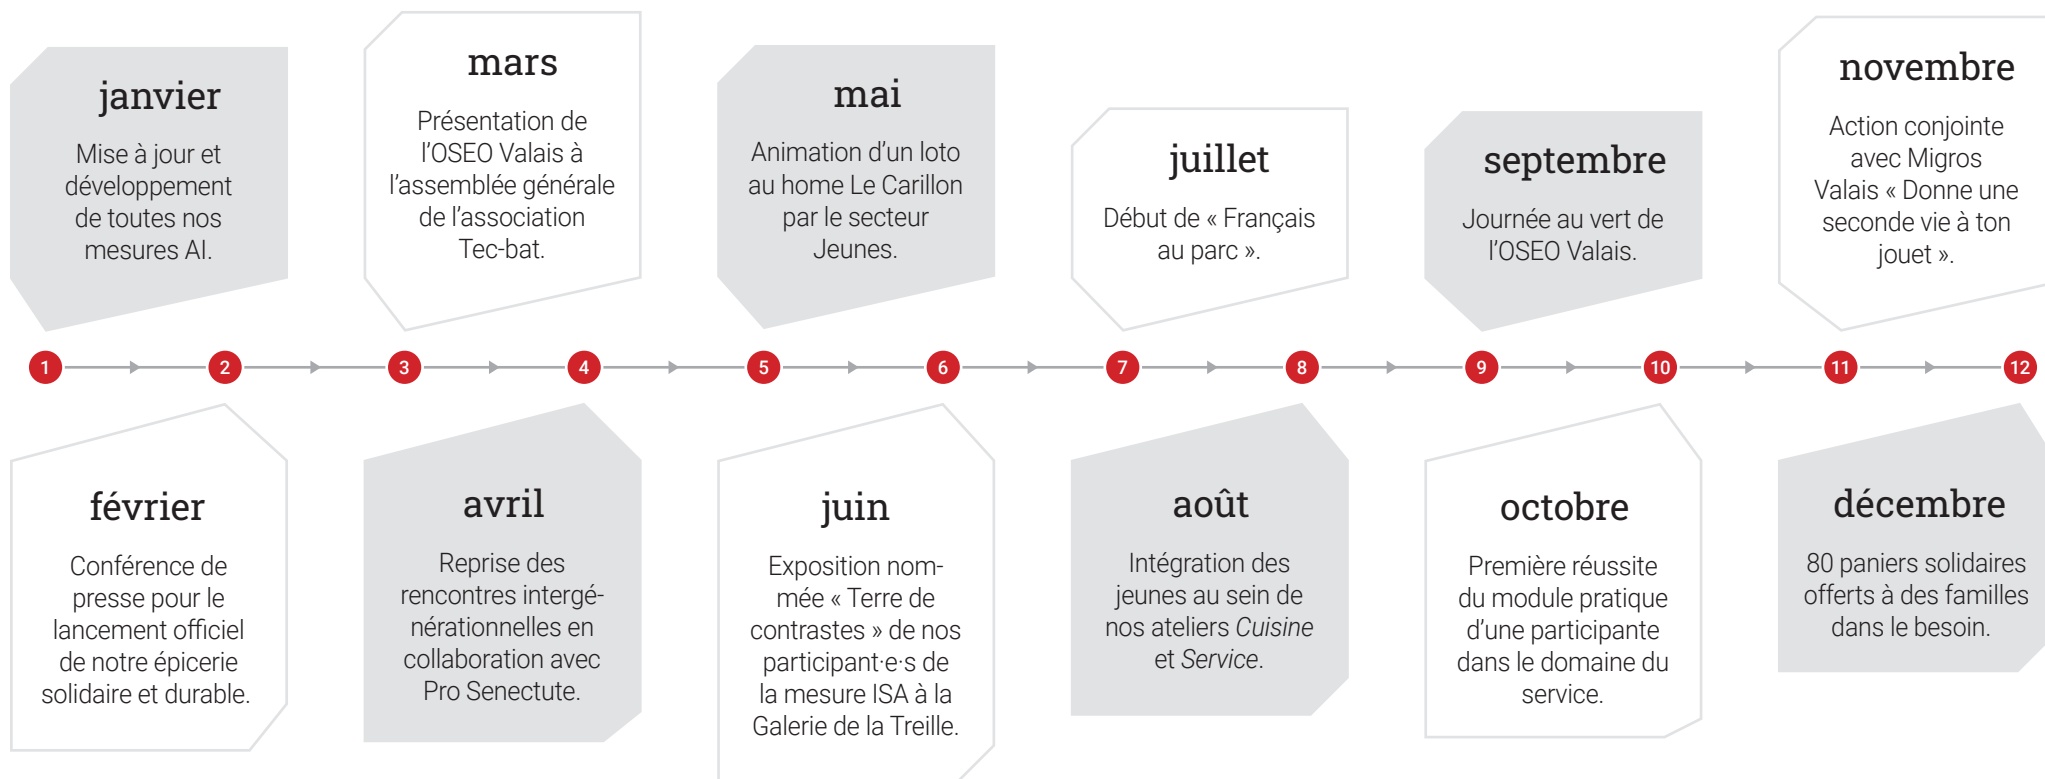 janvier
Mise à jour et
développement
de toutes nos
mesures AI.
mars
Présentation de
l'OSEO Valais à
l'assemblée générale
de l'association
Tec-bat.
mai
Animation d'un loto
au home Le Carillon
par le secteur
Jeunes.
juillet
Début de « Français
au parc ».
septembre
Journée au vert de
l'OSEO Valais.
novembre
Action conjointe
avec Migros
Valais « Donne une
seconde vie à ton
jouet ».
1 2 3 4 5 6 7 8 9 10 11 12
février
Conférence de
presse pour le
lancement officiel
de notre épicerie
solidaire et durable.
avril
Reprise des
rencontres intergé-
nérationnelles en
collaboration avec
Pro Senectute.
juin
Exposition nom-
mée « Terre de
contrastes » de nos
participant·e·s de
la mesure ISA à la
Galerie de la Treille.
août
Intégration des
jeunes au sein de
nos ateliers Cuisine
et Service.
octobre
Première réussite
du module pratique
d'une participante
dans le domaine du
service.
décembre
80 paniers solidaires
offerts à des familles
dans le besoin.